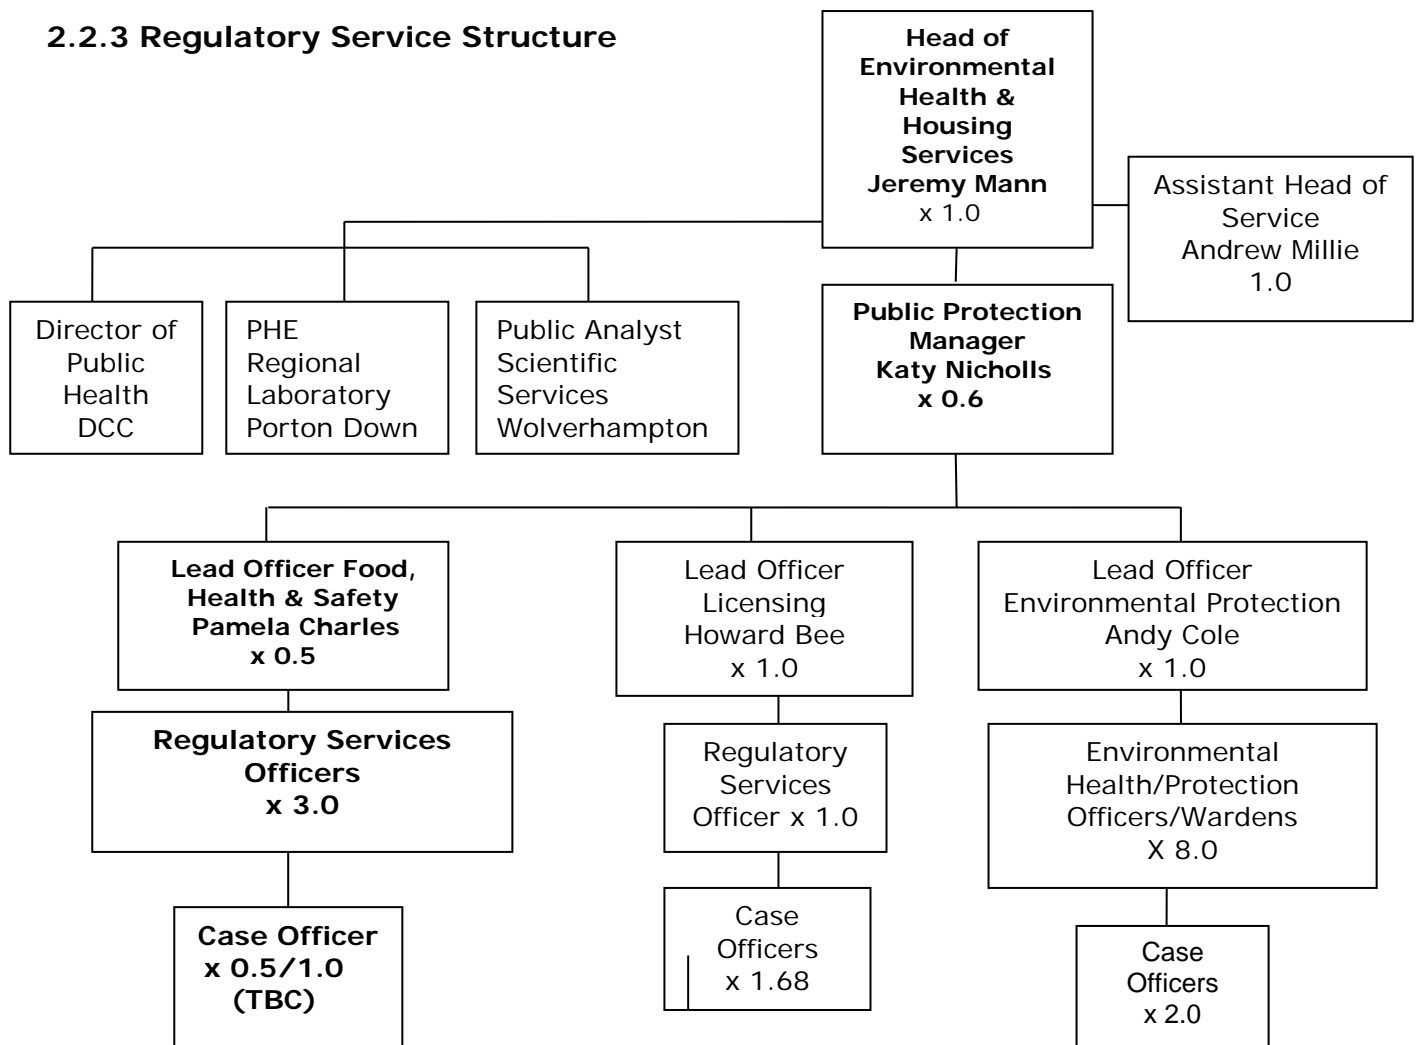 2.2.3 Regulatory Service Structure
Head of
Environmental
Health &
Housing
Services
Jeremy Mann
x 1.0
Assistant Head of
Service
Andrew Millie
1.0
Director of
Public
Health
DCC
PHE
Regional
Laboratory
Porton Down
Public Analyst
Scientific
Services
Wolverhampton
Public Protection
Manager
Katy Nicholls
x 0.6
Lead Officer Food,
Health & Safety
Pamela Charles
x 0.5
Lead Officer
Licensing
Howard Bee
x 1.0
Lead Officer
Environmental Protection
Andy Cole
x 1.0
Regulatory Services
Officers
x 3.0
Regulatory
Services
Officer x 1.0
Environmental
Health/Protection
Officers/Wardens
X 8.0
Case Officer
x 0.5/1.0
(TBC)
Case
Officers
x 1.68
Case
Officers
x 2.0